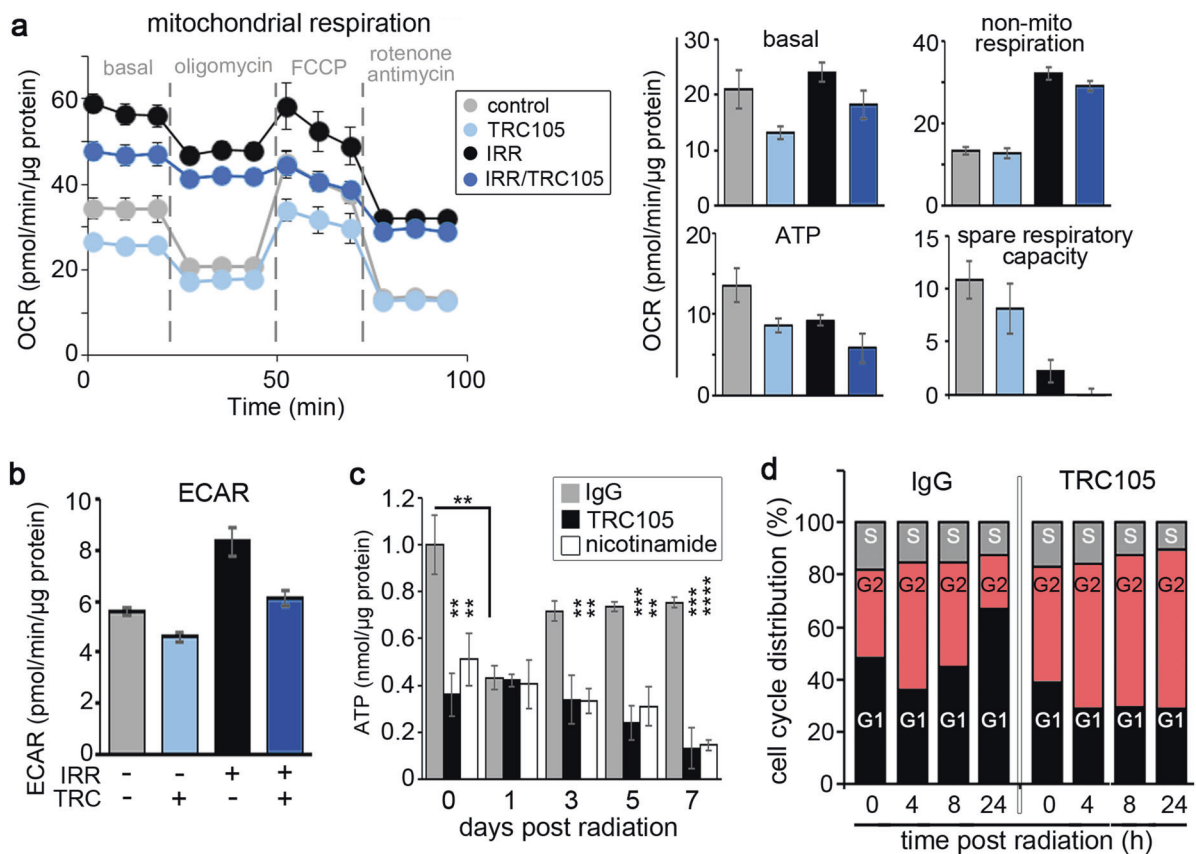 a
mitochondrial respiration
basal oligomycin FCCP rotenone
antimycin
OCR (pmol/min/µg protein)
60
40
20
0
0 50 100
Time (min)
control
TRC105
IRR
IRR/TRC105
OCR (pmol/min/µg protein)
basal
30
20
10
0
non-mito
respiration
40
20
0
ATP
15
10
5
0
spare respiratory
capacity
15
10
5
0
b
ECAR
ECAR (pmol/min/µg protein)
10
8
6
4
2
0
IRR - - + +
TRC - + - +
c
IgG
TRC105
nicotinamide
ATP (nmol/µg protein)
1.2
1.0
0.8
0.6
0.4
0.2
0
**
** **
** **
*** **
*** ****
0 1 3 5 7
days post radiation
d
IgG TRC105
cell cycle distribution (%)
100
80
60
40
20
0
S S S S S S S S
G2 G2 G2 G2 G2 G2 G2 G2
G1 G1 G1 G1 G1 G1 G1 G1
0 4 8 24 0 4 8 24
time post radiation (h)